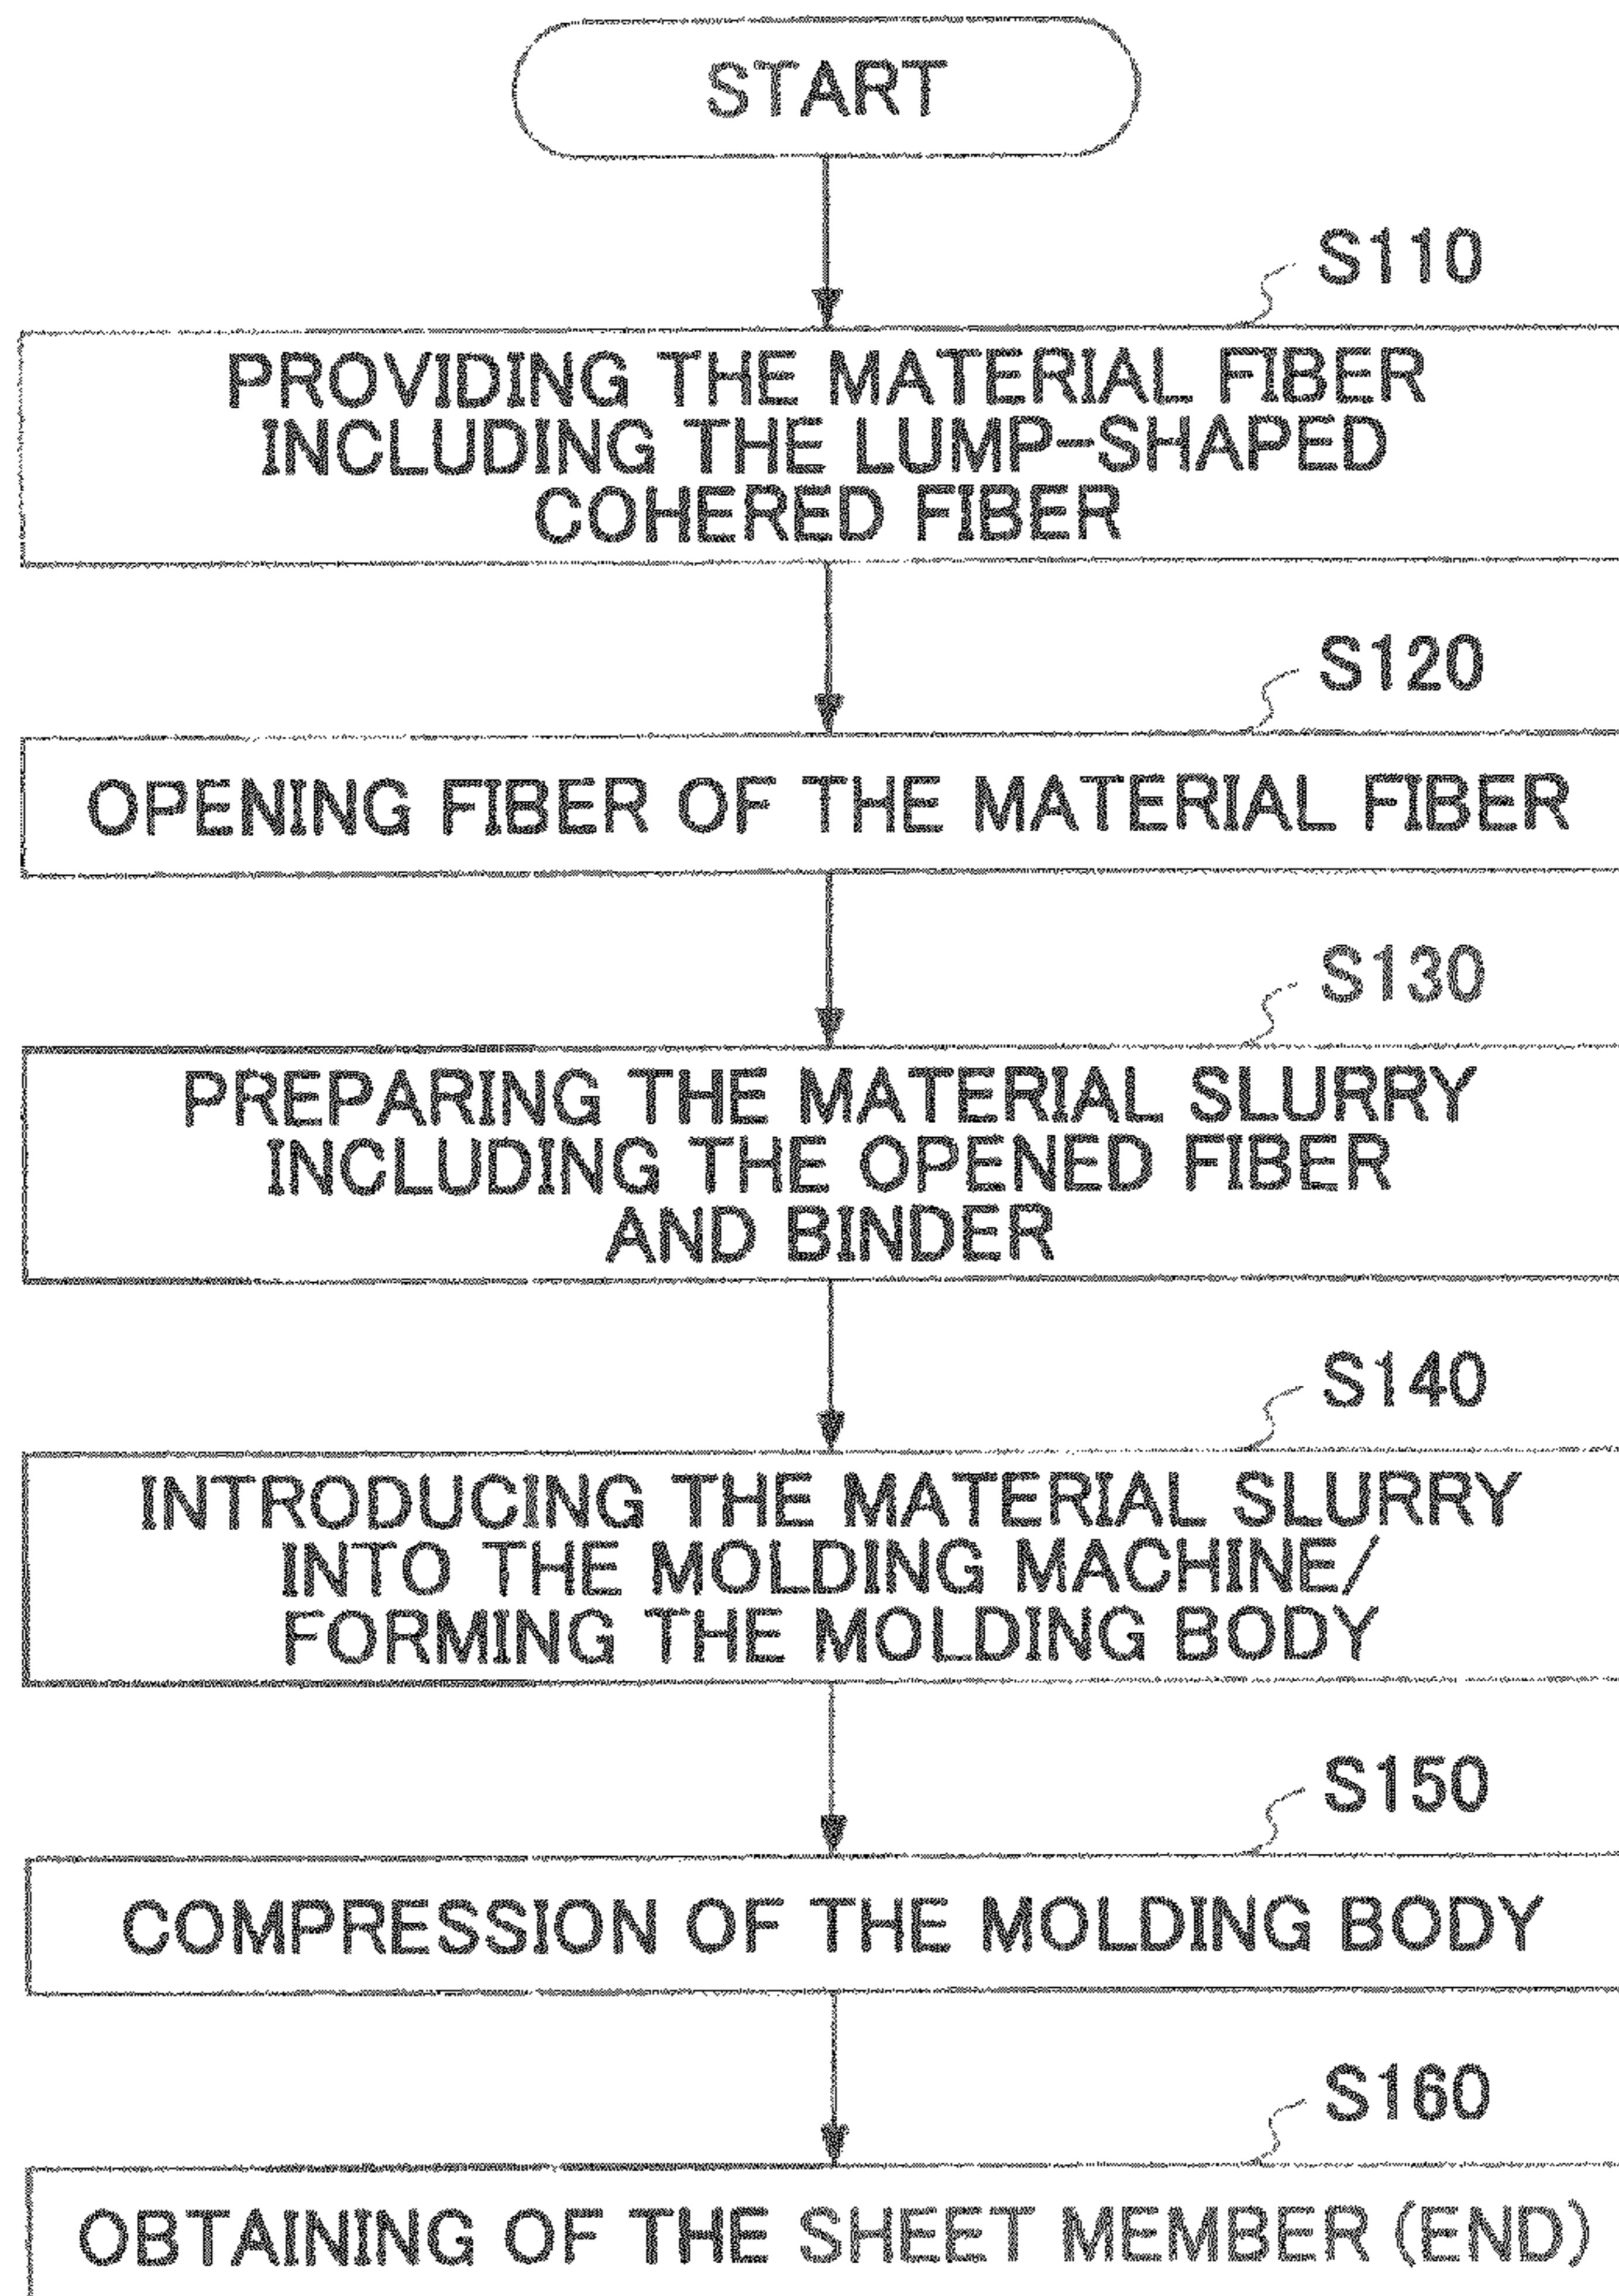 START
S110
PROVIDING THE MATERIAL FIBER
INCLUDING THE LUMP-SHAPED
COHERED FIBER
S120
OPENING FIBER OF THE MATERIAL FIBER
S130
PREPARING THE MATERIAL SLURRY
INCLUDING THE OPENED FIBER
AND BINDER
S140
INTRODUCING THE MATERIAL SLURRY
INTO THE MOLDING MACHINE/
FORMING THE MOLDING BODY
S150
COMPRESSION OF THE MOLDING BODY
S160
OBTAINING OF THE SHEET MEMBER (END)